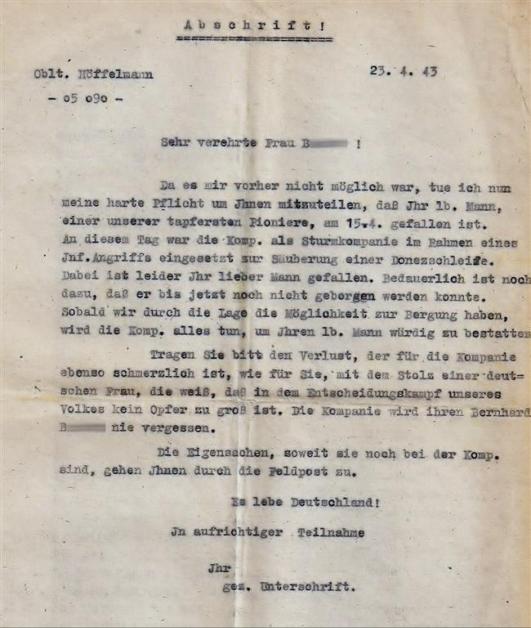 Abschrift!
Oblt. Höffelmann
23. 4. 43
- 05 090 -
Sehr verehrte Frau B !
Da es mir vorher nicht möglich war, tue ich nun
meine harte Pflicht um Jhnen mitzuteilen, daß Jhr lb. Mann,
einer unserer tapfersten Pioniere, am 15.4. gefallen ist.
An diesem Tag war die Komp. als Sturmkompanie im Rahmen eines
Jnf.Angriffs eingesetzt zur Säuberung einer Donezschleife.
Dabei ist leider Jhr lieber Mann gefallen. Bedauerlich ist noch
dazu, daß er bis jetzt noch nicht geborgen werden konnte.
Sobald wir durch die Lage die Möglichkeit zur Bergung haben,
wird die Komp. alles tun, um Jhren lb. Mann würdig zu bestatten
Tragen Sie bitt den Verlust, der für die Kompanie
ebenso schmerzlich ist, wie für Sie, mit dem Stolz einer deut=
schen Frau, die weiß, daß in dem Entscheidungskampf unseres
Volkes kein Opfer zu groß ist. Die Kompanie wird ihren Bernhard
B nie vergessen.
Die Eigensachen, soweit sie noch bei der Komp.
sind, gehen Jhnen durch die Feldpost zu.
Es lebe Deutschland!
Jn aufrichtiger Teilnahme
Jhr
gez. Unterschrift.